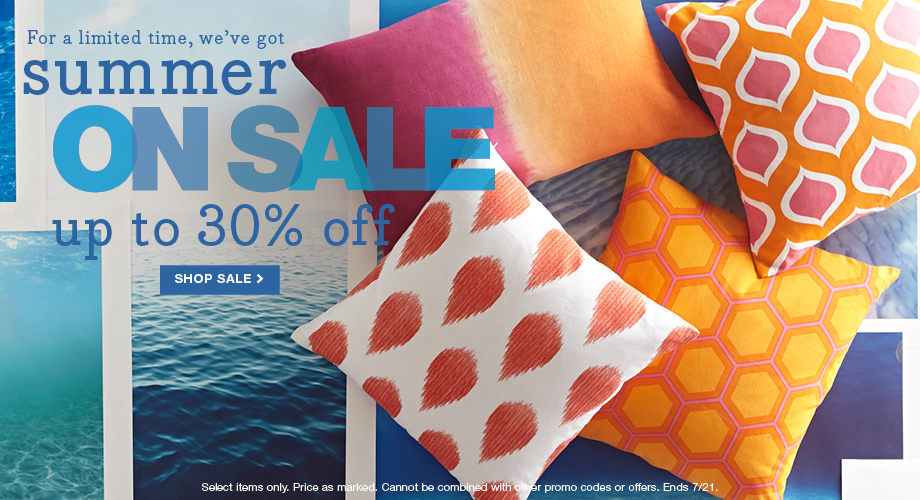 For a limited time, we've got
summer
ON SALE
up to 30% off
SHOP SALE >
Select items only. Price as marked. Cannot be combined with other promo codes or offers. Ends 7/21.